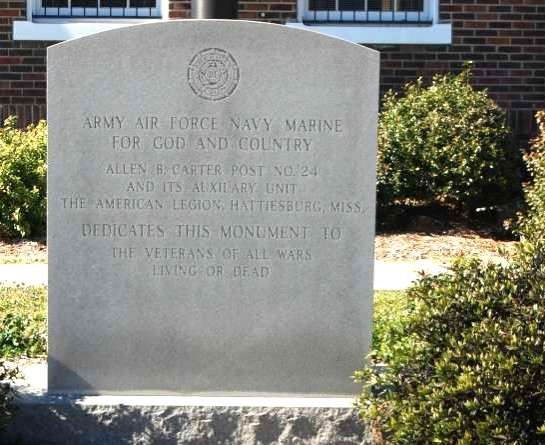 ARMY AIR FORCE NAVY MARINE
FOR GOD AND COUNTRY
ALLEN B. CARTER POST NO. 24
AND ITS AUXILARY UNIT
THE AMERICAN LEGION, HATTIESBURG, MISS.
DEDICATES THIS MONUMENT TO
THE VETERANS OF ALL WARS
LIVING OR DEAD